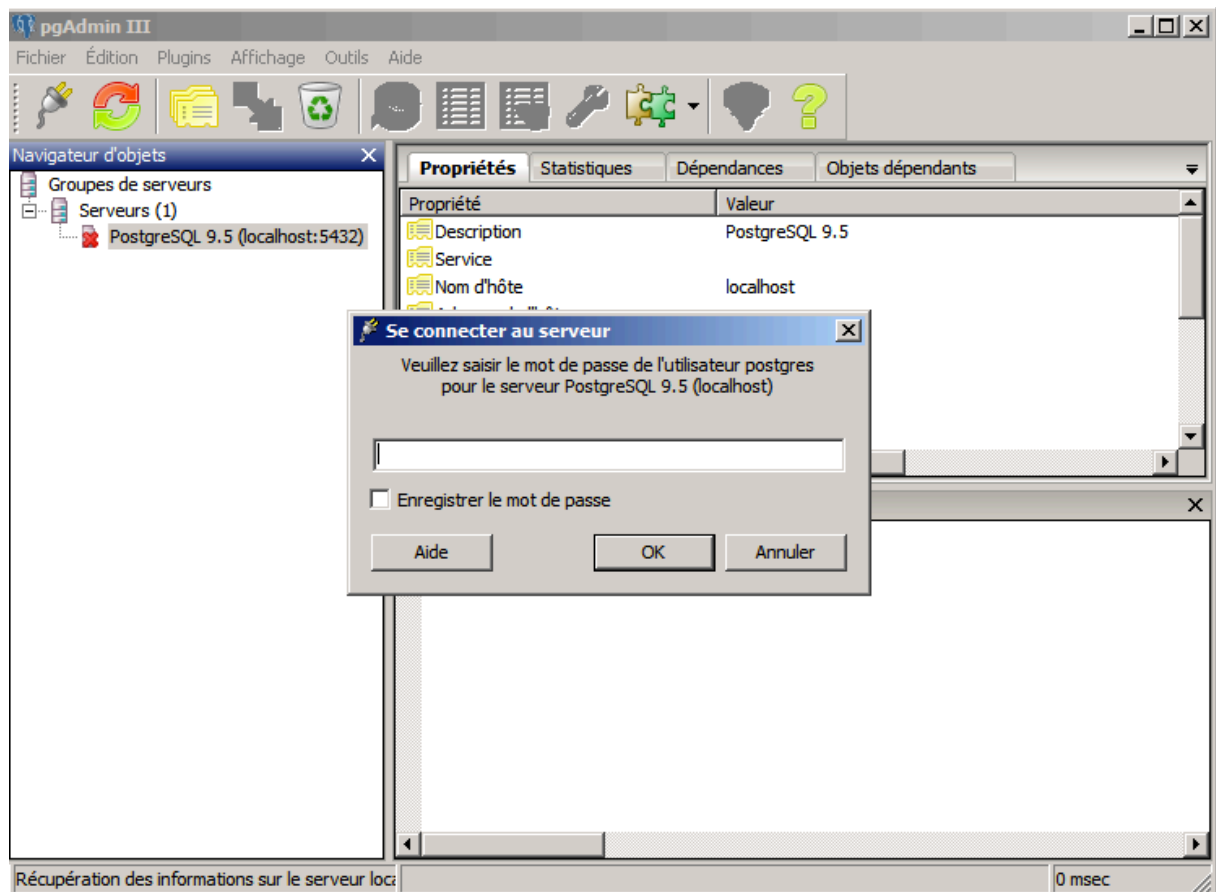 pgAdmin III
Fichier Édition Plugins Affichage Outils Aide
Navigateur d'objets
Groupes de serveurs
Serveurs (1)
PostgreSQL 9.5 (localhost:5432)
Propriétés Statistiques Dépendances Objets dépendants
Propriété Valeur
Description PostgreSQL 9.5
Service
Nom d'hôte localhost
Se connecter au serveur
Veuillez saisir le mot de passe de l'utilisateur postgres
pour le serveur PostgreSQL 9.5 (localhost)
Enregistrer le mot de passe
Aide OK Annuler
Récupération des informations sur le serveur 0 msec